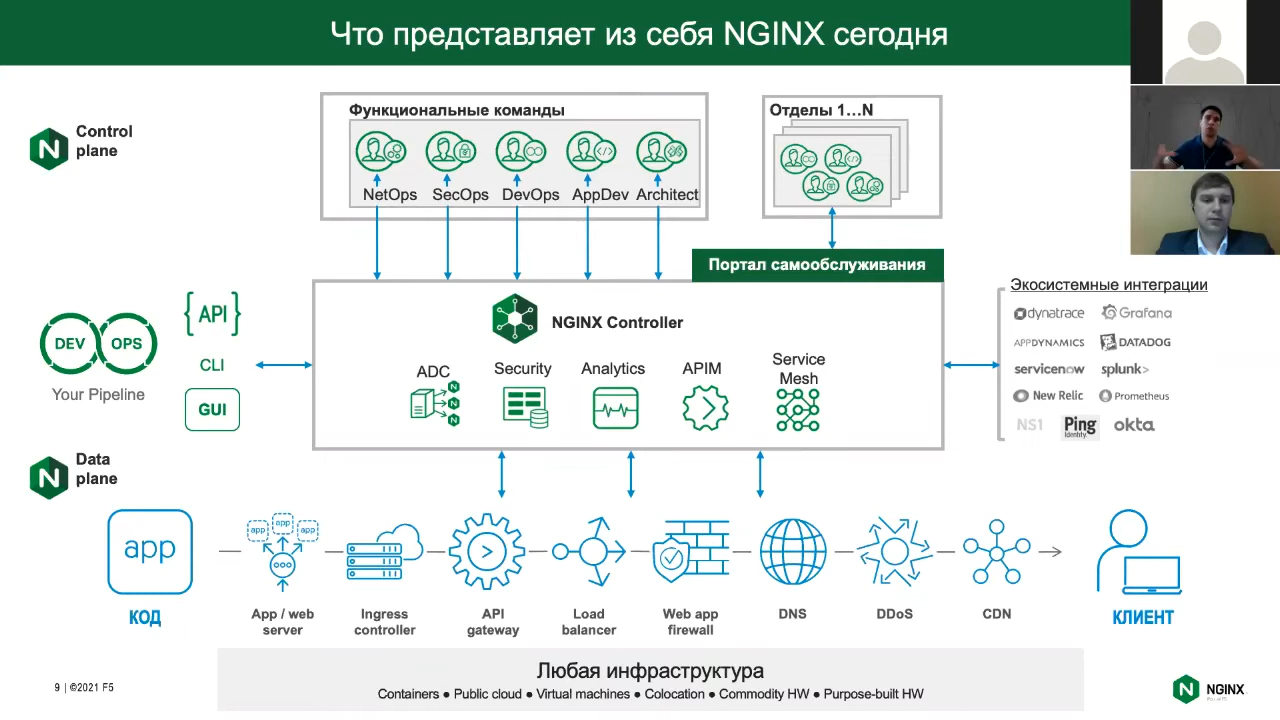 Что представляет из себя NGINX сегодня
Control
plane
Функциональные команды
NetOps SecOps DevOps AppDev Architect
Отделы 1...N
Портал самообслуживания
DEV OPS
Your Pipeline
{API}
CLI
GUI
NGINX Controller
ADC
Security
Analytics
APIM
Service
Mesh
Экосистемные интеграции
dynatrace Grafana
APPDYNAMICS DATADOG
servicenow splunk>
New Relic Prometheus
NS1 Ping Identity okta
Data
plane
app
КОД
app app app
App / web
server
Ingress
controller
API
gateway
Load
balancer
Web app
firewall
DNS
DDoS
CDN
КЛИЕНТ
Любая инфраструктура
Containers ● Public cloud ● Virtual machines ● Colocation ● Commodity HW ● Purpose-built HW
9 | ©2021 F5
NGINX